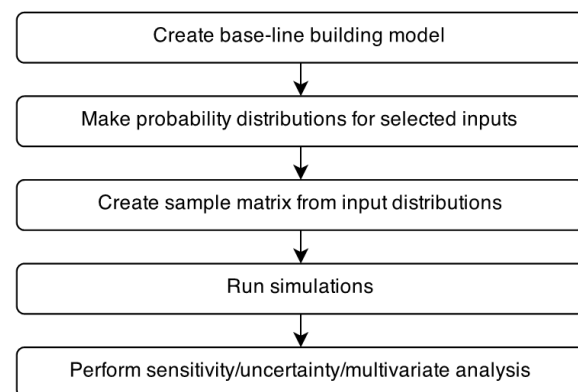 Create base-line building model
Make probability distributions for selected inputs
Create sample matrix from input distributions
Run simulations
Perform sensitivity/uncertainty/multivariate analysis